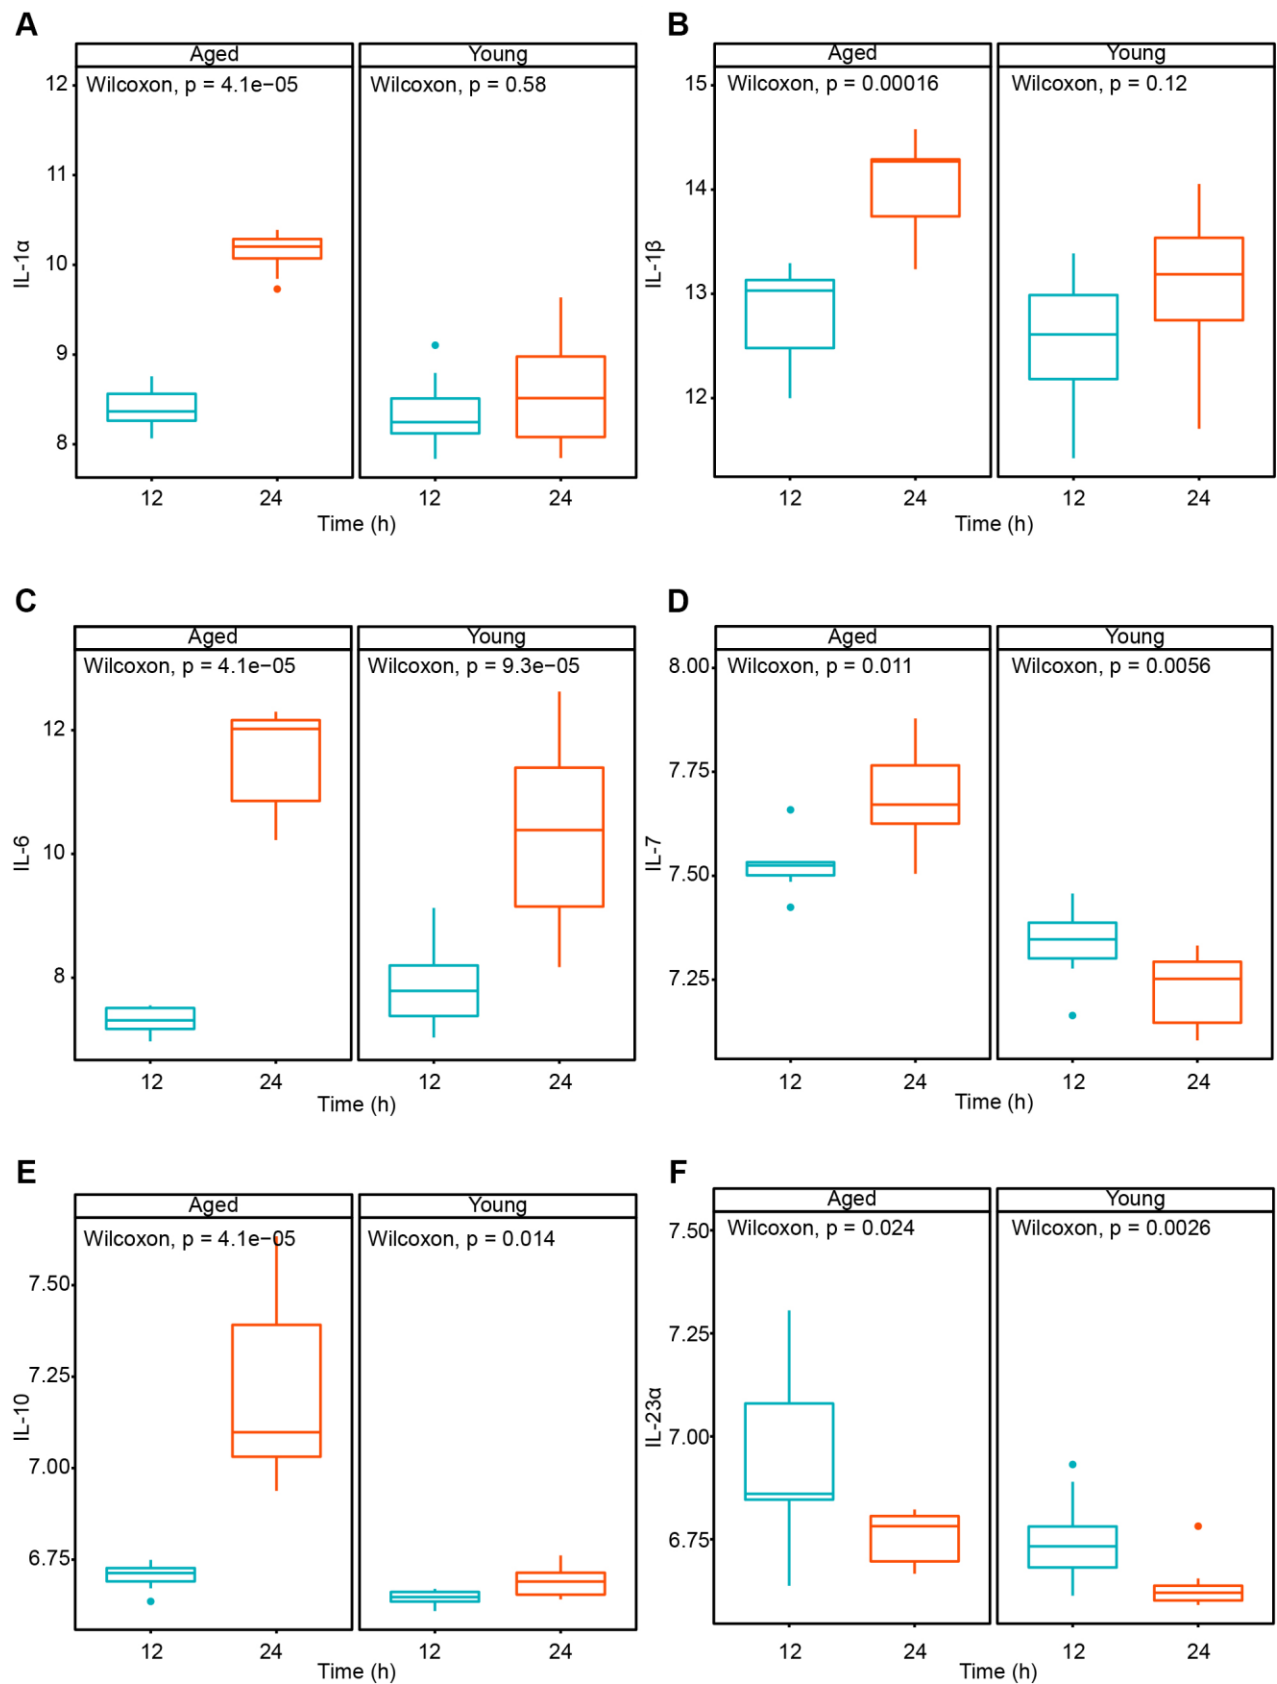 A
Aged
Young
Wilcoxon, p = 4.1e−05
Wilcoxon, p = 0.58
12
11
10
9
8
IL-1α
12
24
12
24
Time (h)
B
Aged
Young
Wilcoxon, p = 0.00016
Wilcoxon, p = 0.12
15
14
13
12
IL-1β
12
24
12
24
Time (h)
C
Aged
Young
Wilcoxon, p = 4.1e−05
Wilcoxon, p = 9.3e−05
12
10
8
IL-6
12
24
12
24
Time (h)
D
Aged
Young
Wilcoxon, p = 0.011
Wilcoxon, p = 0.0056
8.00
7.75
7.50
7.25
IL-7
12
24
12
24
Time (h)
E
Aged
Young
Wilcoxon, p = 4.1e−05
Wilcoxon, p = 0.014
7.50
7.25
7.00
6.75
IL-10
12
24
12
24
Time (h)
F
Aged
Young
Wilcoxon, p = 0.024
Wilcoxon, p = 0.0026
7.50
7.25
7.00
6.75
IL-23α
12
24
12
24
Time (h)